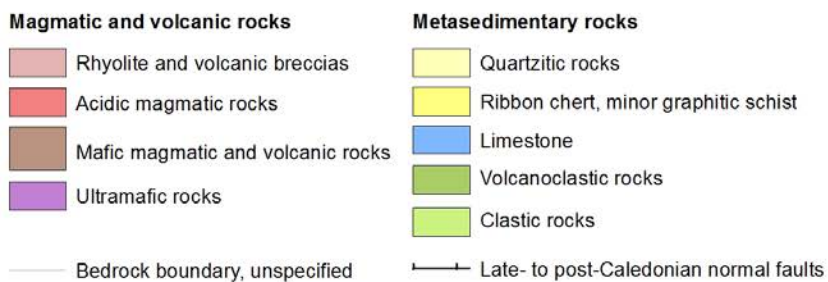 Magmatic and volcanic rocks
Rhyolite and volcanic breccias
Acidic magmatic rocks
Mafic magmatic and volcanic rocks
Ultramafic rocks
Bedrock boundary, unspecified
Metasedimentary rocks
Quartzitic rocks
Ribbon chert, minor graphitic schist
Limestone
Volcanoclastic rocks
Clastic rocks
Late- to post-Caledonian normal faults